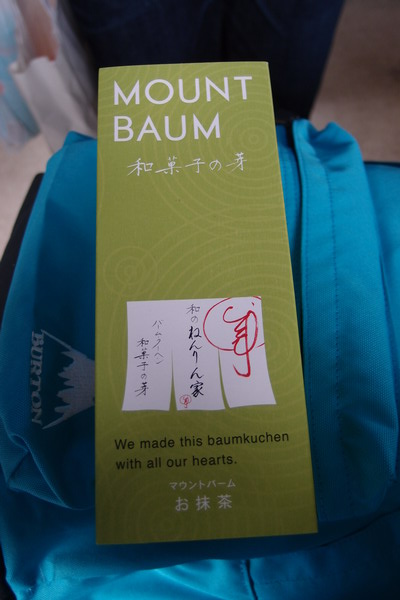 MOUNT
BAUM
和菓子の芽
和のねんりん家
バームクーヘン
和菓子の芽
We made this baumkuchen
with all our hearts.
マウントバーム
お抹茶
BURTON